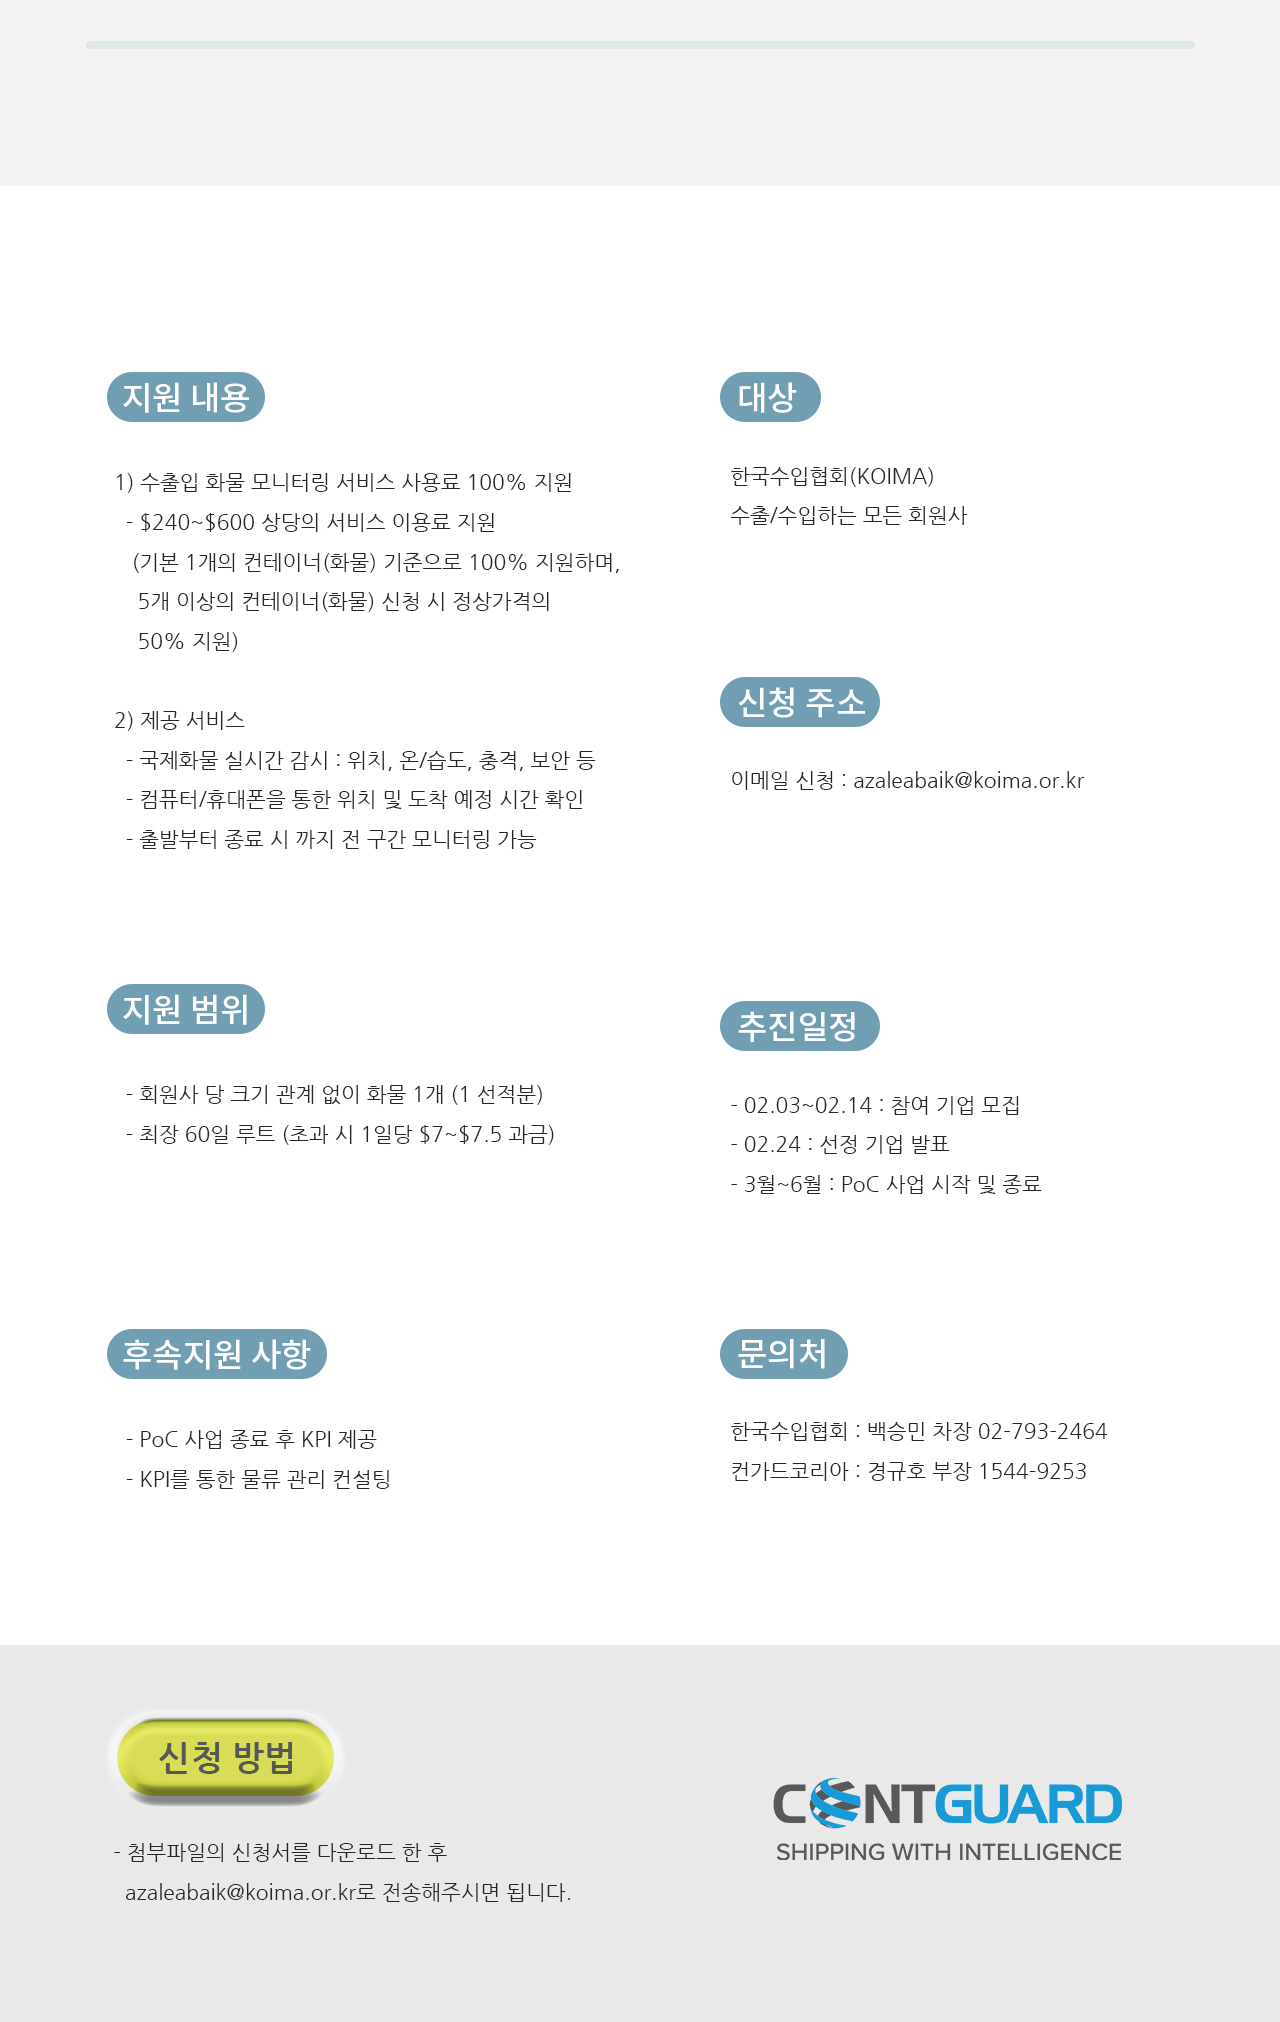 지원 내용
1) 수출입 화물 모니터링 서비스 사용료 100% 지원
- $240~$600 상당의 서비스 이용료 지원
(기본 1개의 컨테이너(화물) 기준으로 100% 지원하며,
5개 이상의 컨테이너(화물) 신청 시 정상가격의
50% 지원)
2) 제공 서비스
- 국제화물 실시간 감시 : 위치, 온/습도, 충격, 보안 등
- 컴퓨터/휴대폰을 통한 위치 및 도착 예정 시간 확인
- 출발부터 종료 시 까지 전 구간 모니터링 가능
지원 범위
- 회원사 당 크기 관계 없이 화물 1개 (1 선적분)
- 최장 60일 루트 (초과 시 1일당 $7~$7.5 과금)
후속지원 사항
- PoC 사업 종료 후 KPI 제공
- KPI를 통한 물류 관리 컨설팅
대상
한국수입협회(KOIMA)
수출/수입하는 모든 회원사
신청 주소
이메일 신청 : azaleabaik@koima.or.kr
추진일정
- 02.03~02.14 : 참여 기업 모집
- 02.24 : 선정 기업 발표
- 3월~6월 : PoC 사업 시작 및 종료
문의처
한국수입협회 : 백승민 차장 02-793-2464
컨가드코리아 : 경규호 부장 1544-9253
신청 방법
- 첨부파일의 신청서를 다운로드 한 후
azaleabaik@koima.or.kr로 전송해주시면 됩니다.
CONTGUARD
SHIPPING WITH INTELLIGENCE